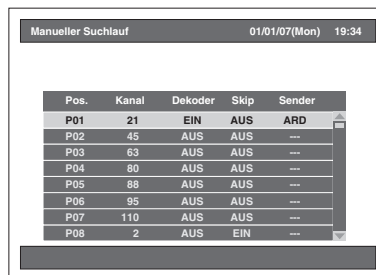 Manueller Suchlauf 01/01/07(Mon) 19:34
Pos. Kanal Dekoder Skip Sender
P01 21 EIN AUS ARD
P02 45 AUS AUS ---
P03 63 AUS AUS ---
P04 80 AUS AUS ---
P05 88 AUS AUS ---
P06 95 AUS AUS ---
P07 110 AUS AUS ---
P08 2 AUS EIN ---